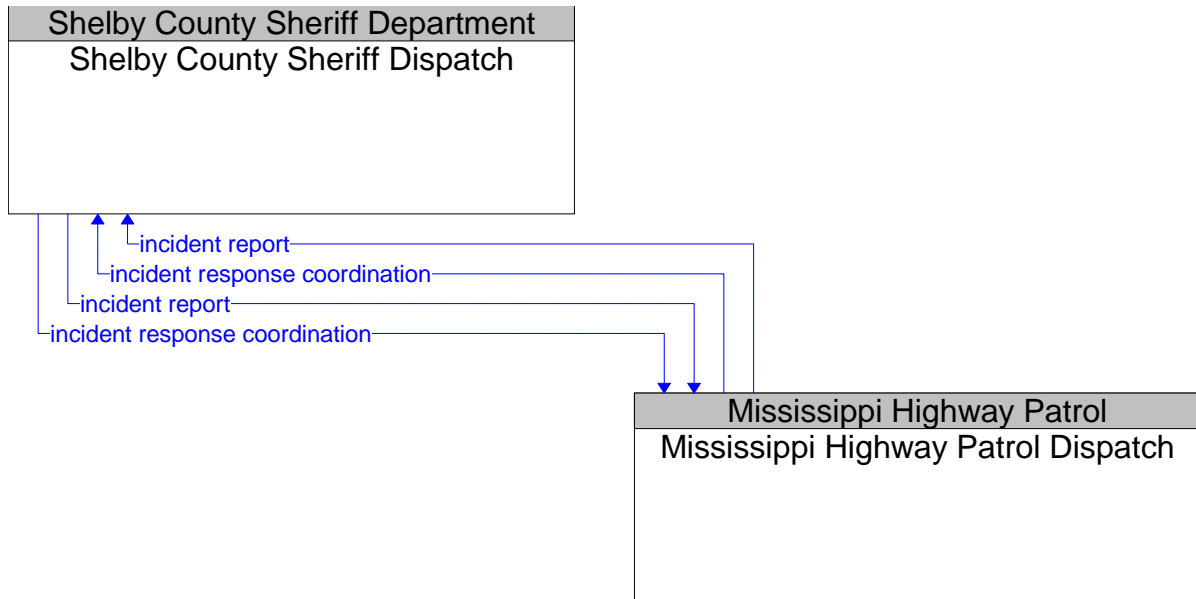 Shelby County Sheriff Department
Shelby County Sheriff Dispatch
incident report
incident response coordination
incident report
incident response coordination
Mississippi Highway Patrol
Mississippi Highway Patrol Dispatch